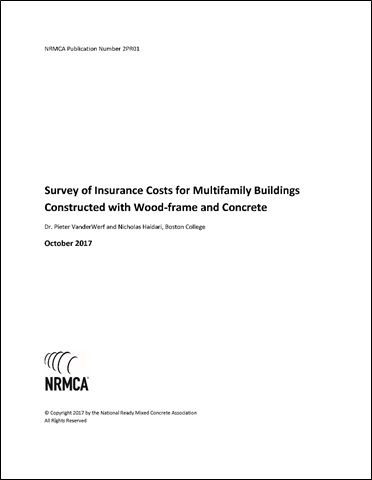 NRMCA Publication Number 2PR01
Survey of Insurance Costs for Multifamily Buildings
Constructed with Wood-frame and Concrete
Dr. Pieter VanderWerf and Nicholas Haidari, Boston College
October 2017
NRMCA
© Copyright 2017 by the National Ready Mixed Concrete Association
All Rights Reserved